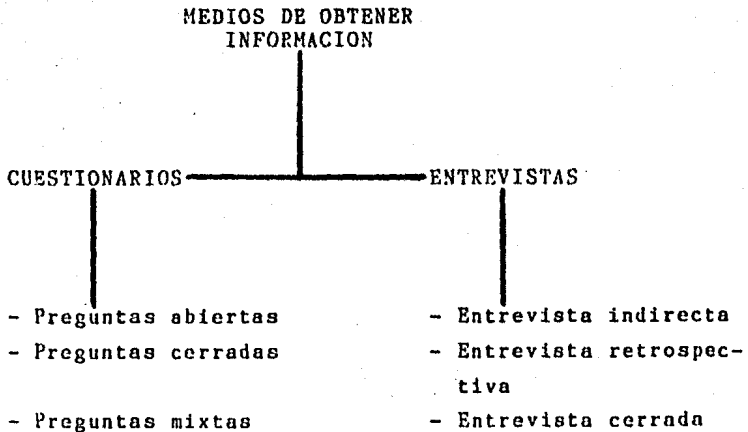 MEDIOS DE OBTENER
INFORMACION
CUESTIONARIOS
ENTREVISTAS
- Preguntas abiertas
- Preguntas cerradas
- Preguntas mixtas
- Entrevista indirecta
- Entrevista retrospec-
tiva
- Entrevista cerrada